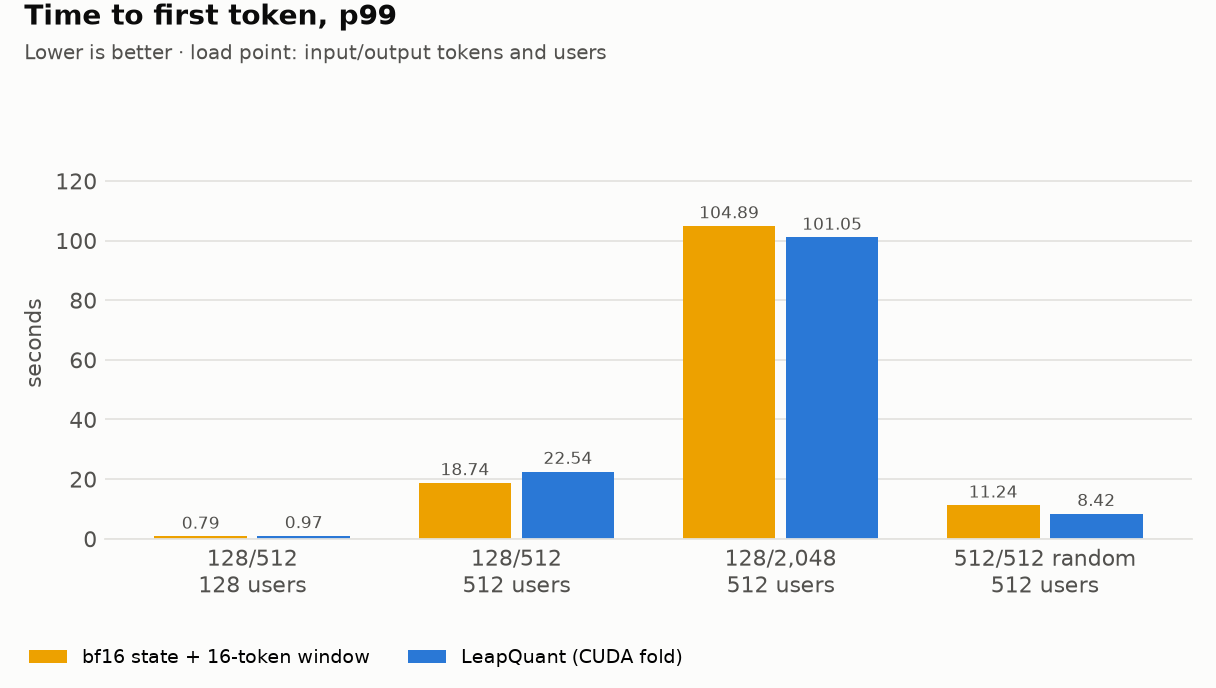 Time to first token, p99
Lower is better · load point: input/output tokens and users
seconds
120
100
80
60
40
20
0
0.79
0.97
18.74
22.54
104.89
101.05
11.24
8.42
128/512
128 users
128/512
512 users
128/2,048
512 users
512/512 random
512 users
bf16 state + 16-token window
LeapQuant (CUDA fold)